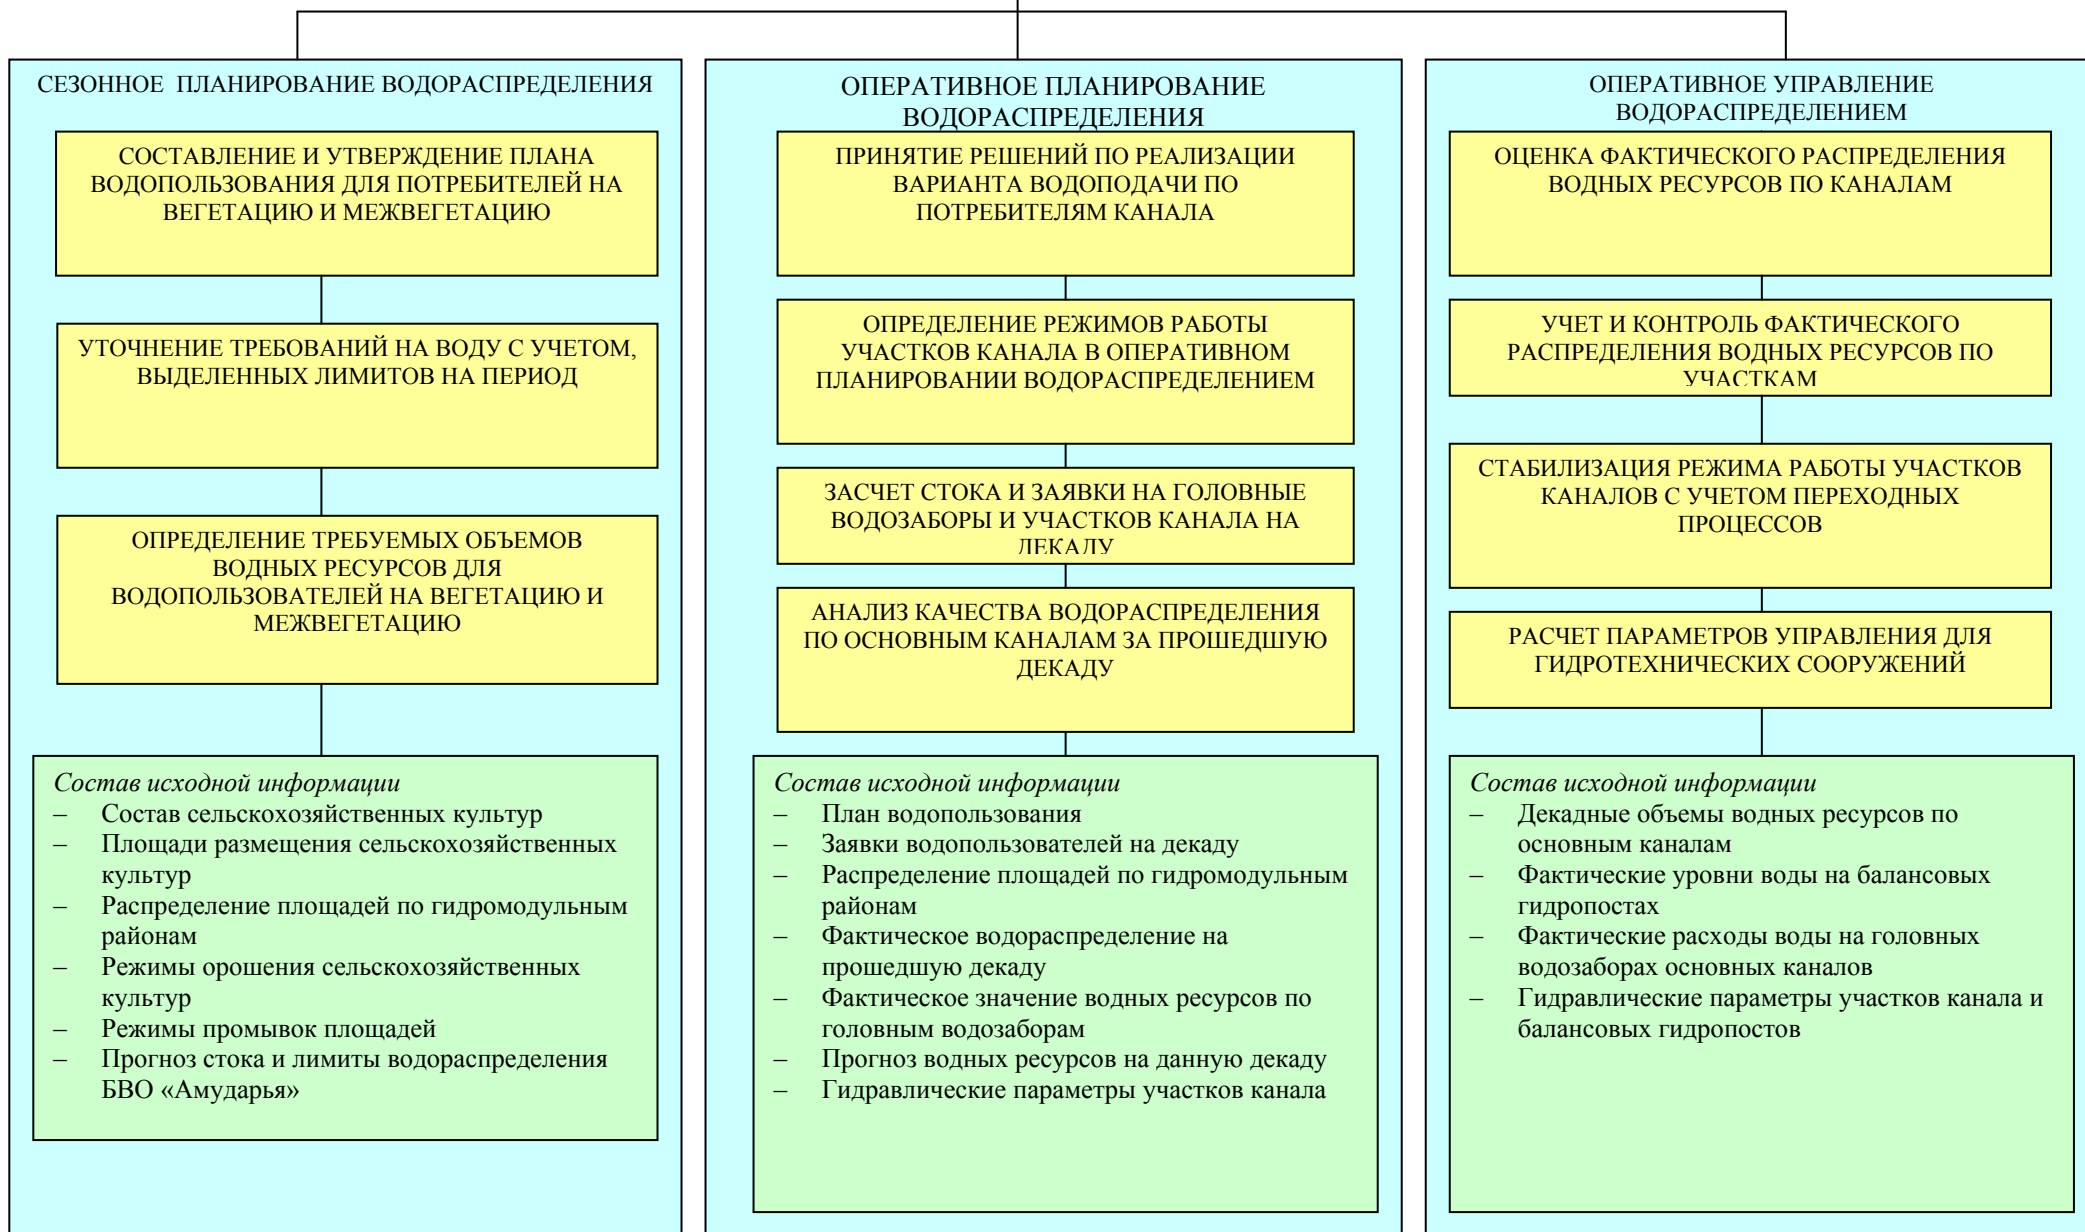 СЕЗОННОЕ ПЛАНИРОВАНИЕ ВОДОРАСПРЕДЕЛЕНИЯ
СОСТАВЛЕНИЕ И УТВЕРЖДЕНИЕ ПЛАНА
ВОДОПОЛЬЗОВАНИЯ ДЛЯ ПОТРЕБИТЕЛЕЙ НА
ВЕГЕТАЦИЮ И МЕЖВЕГЕТАЦИЮ
УТОЧНЕНИЕ ТРЕБОВАНИЙ НА ВОДУ С УЧЕТОМ,
ВЫДЕЛЕННЫХ ЛИМИТОВ НА ПЕРИОД
ОПРЕДЕЛЕНИЕ ТРЕБУЕМЫХ ОБЪЕМОВ
ВОДНЫХ РЕСУРСОВ ДЛЯ
ВОДОПОЛЬЗОВАТЕЛЕЙ НА ВЕГЕТАЦИЮ И
МЕЖВЕГЕТАЦИЮ
Состав исходной информации
– Состав сельскохозяйственных культур
– Площади размещения сельскохозяйственных
культур
– Распределение площадей по гидромодульным
районам
– Режимы орошения сельскохозяйственных
культур
– Режимы промывок площадей
– Прогноз стока и лимиты водораспределения
БВО «Амударья»
ОПЕРАТИВНОЕ ПЛАНИРОВАНИЕ
ВОДОРАСПРЕДЕЛЕНИЯ
ПРИНЯТИЕ РЕШЕНИЙ ПО РЕАЛИЗАЦИИ
ВАРИАНТА ВОДОПОДАЧИ ПО
ПОТРЕБИТЕЛЯМ КАНАЛА
ОПРЕДЕЛЕНИЕ РЕЖИМОВ РАБОТЫ
УЧАСТКОВ КАНАЛА В ОПЕРАТИВНОМ
ПЛАНИРОВАНИИ ВОДОРАСПРЕДЕЛЕНИЕМ
ЗАСЧЕТ СТОКА И ЗАЯВКИ НА ГОЛОВНЫЕ
ВОДОЗАБОРЫ И УЧАСТКОВ КАНАЛА НА
ДЕКАДУ
АНАЛИЗ КАЧЕСТВА ВОДОРАСПРЕДЕЛЕНИЯ
ПО ОСНОВНЫМ КАНАЛАМ ЗА ПРОШЕДШУЮ
ДЕКАДУ
Состав исходной информации
– План водопользования
– Заявки водопользователей на декаду
– Распределение площадей по гидромодульным
районам
– Фактическое водораспределение на
прошедшую декаду
– Фактическое значение водных ресурсов по
головным водозаборам
– Прогноз водных ресурсов на данную декаду
– Гидравлические параметры участков канала
ОПЕРАТИВНОЕ УПРАВЛЕНИЕ
ВОДОРАСПРЕДЕЛЕНИЕМ
ОЦЕНКА ФАКТИЧЕСКОГО РАСПРЕДЕЛЕНИЯ
ВОДНЫХ РЕСУРСОВ ПО КАНАЛАМ
УЧЕТ И КОНТРОЛЬ ФАКТИЧЕСКОГО
РАСПРЕДЕЛЕНИЯ ВОДНЫХ РЕСУРСОВ ПО
УЧАСТКАМ
СТАБИЛИЗАЦИЯ РЕЖИМА РАБОТЫ УЧАСТКОВ
КАНАЛОВ С УЧЕТОМ ПЕРЕХОДНЫХ
ПРОЦЕССОВ
РАСЧЕТ ПАРАМЕТРОВ УПРАВЛЕНИЯ ДЛЯ
ГИДРОТЕХНИЧЕСКИХ СООРУЖЕНИЙ
Состав исходной информации
– Декадные объемы водных ресурсов по
основным каналам
– Фактические уровни воды на балансовых
гидропостах
– Фактические расходы воды на головных
водозаборах основных каналов
– Гидравлические параметры участков канала и
балансовых гидропостов